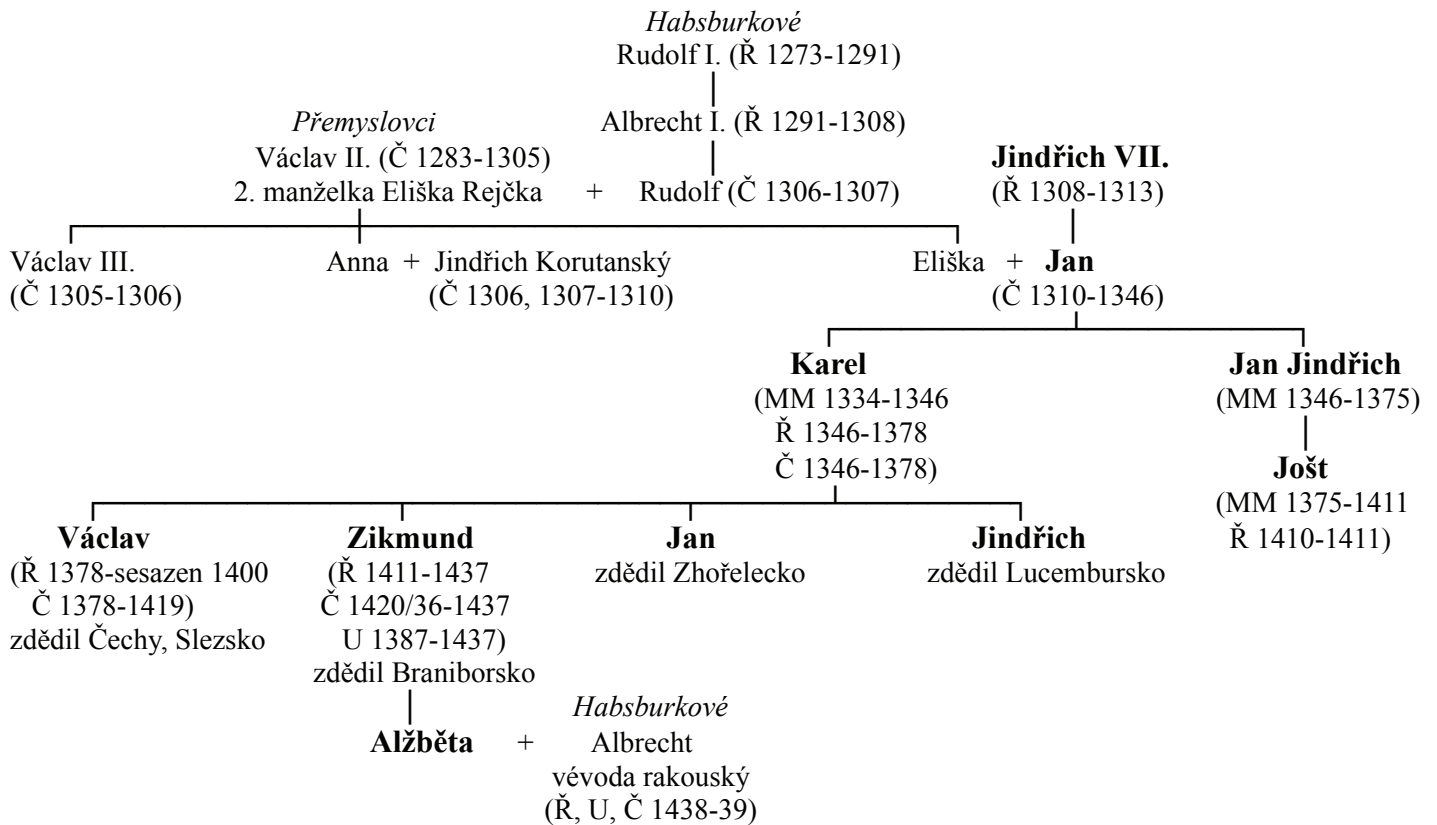 Habsburkové
Rudolf I. (Ř 1273-1291)
Přemyslovci
Albrecht I. (Ř 1291-1308)
Václav II. (Č 1283-1305)
Jindřich VII.
2. manželka Eliška Rejčka + Rudolf (Č 1306-1307)
(Ř 1308-1313)
Václav III.
(Č 1305-1306)
Anna + Jindřich Korutanský
(Č 1306, 1307-1310)
Eliška + Jan
(Č 1310-1346)
Karel
(MM 1334-1346
Ř 1346-1378
Č 1346-1378)
Jan Jindřich
(MM 1346-1375)
Jošt
(MM 1375-1411
Ř 1410-1411)
Václav
(Ř 1378-sesazen 1400
Č 1378-1419)
zdědil Čechy, Slezsko
Zikmund
(Ř 1411-1437
Č 1420/36-1437
U 1387-1437)
zdědil Braniborsko
Jan
zdědil Zhořelecko
Jindřich
zdědil Lucembursko
Habsburkové
Alžběta + Albrecht
vévoda rakouský
(Ř, U, Č 1438-39)